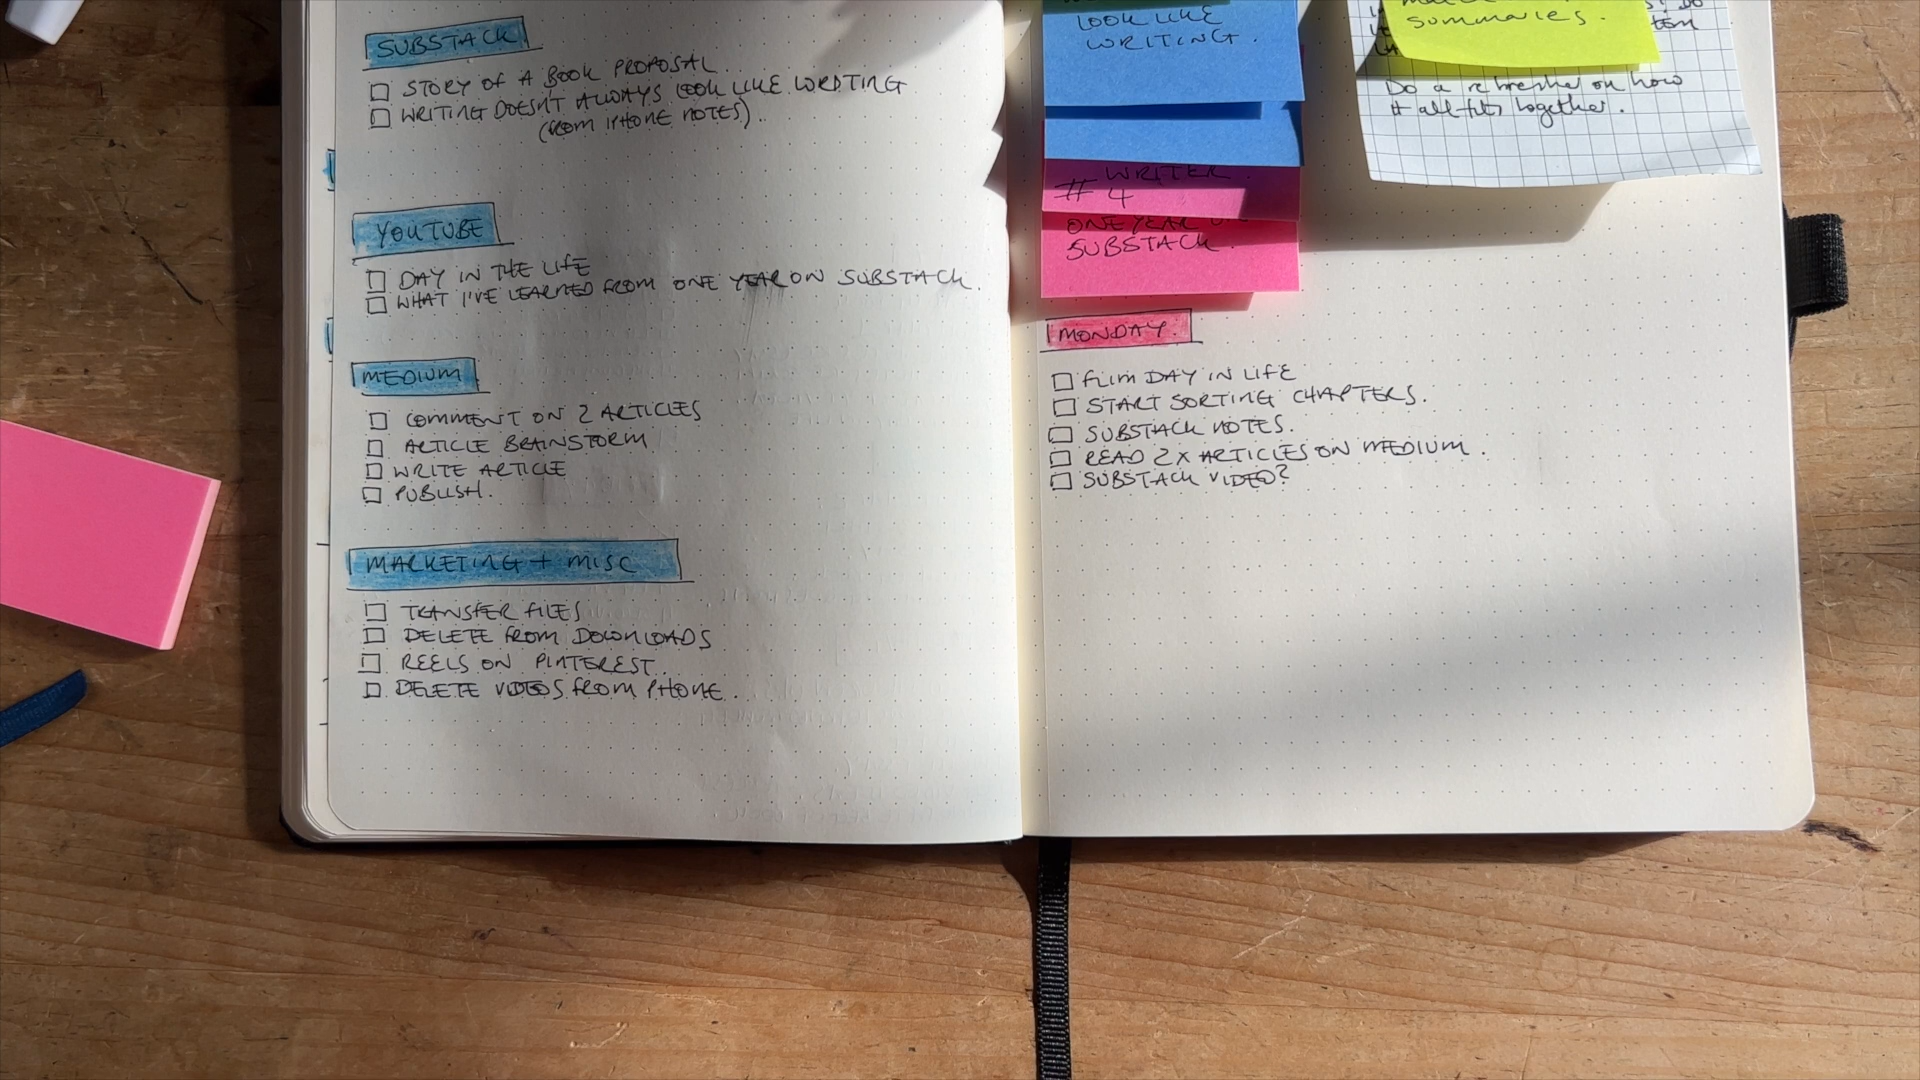 SUBSTACK
STORY OF A BOOK PROPOSAL
WRITING DOESN'T ALWAYS LOOK LIKE WRITING
(FROM IPHONE NOTES).
YOUTUBE
DAY IN THE LIFE
WHAT I'VE LEARNED FROM ONE YEAR ON SUBSTACK.
MEDIUM
COMMENT ON 2 ARTICLES
ARTICLE BRAINSTORM
WRITE ARTICLE
PUBLISH.
MARKETING + MISC
TRANSFER FILES
DELETE FROM DOWNLOADS
REELS ON PINTEREST.
DELETE VIDEOS FROM PHONE.
LOOK LIKE
WRITING.
WRITER
#4
ONE YEAR
SUBSTACK.
summaries.
Do a refresher on how
it all fits together.
MONDAY.
FLIM DAY IN LIFE
START SORTING CHAPTERS.
SUBSTACK NOTES.
READ 2X ARTICLES ON MEDIUM.
SUBSTACK VIDEO?